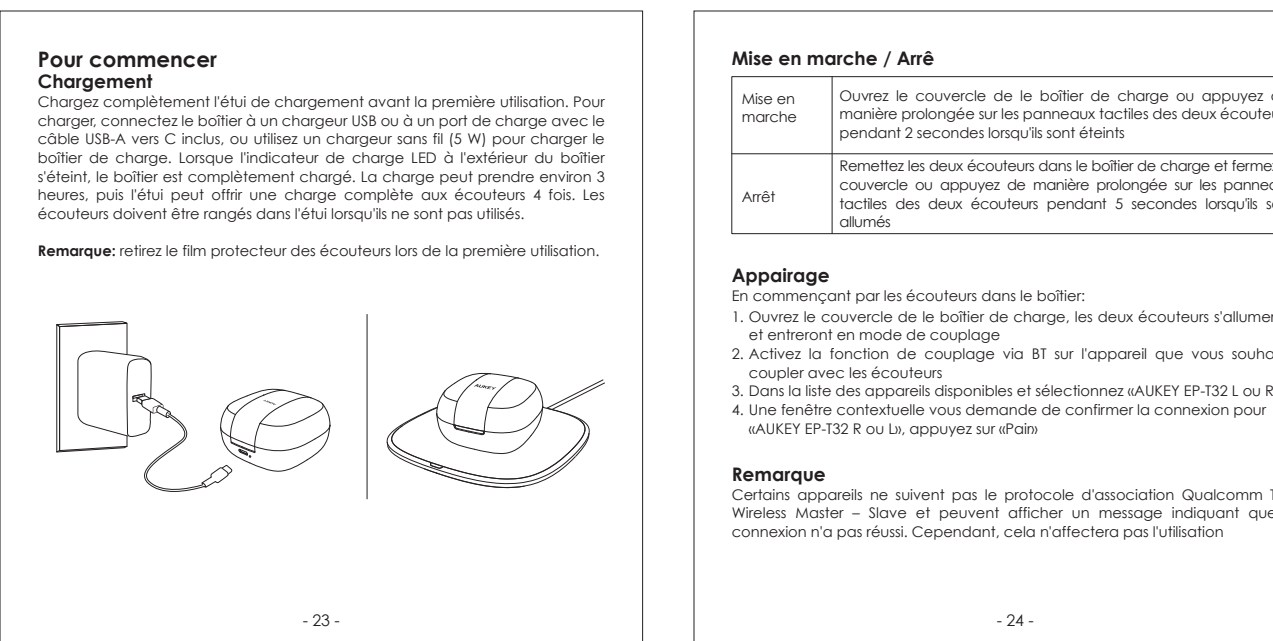 Pour commencer
Chargement
Chargez complètement l'étui de chargement avant la première utilisation. Pour
charger, connectez le boîtier à un chargeur USB ou à un port de charge avec le
câble USB-A vers C inclus, ou utilisez un chargeur sans fil (5 W) pour charger le
boîtier de charge. Lorsque l'indicateur de charge LED à l'extérieur du boîtier
s'éteint, le boîtier est complètement chargé. La charge peut prendre environ 3
heures, puis l'étui peut offrir une charge complète aux écouteurs 4 fois. Les
écouteurs doivent être rangés dans l'étui lorsqu'ils ne sont pas utilisés.
Remarque: retirez le film protecteur des écouteurs lors de la première utilisation.
AUKEY
- 23 -
Mise en marche / Arrê
Mise en
marche
Ouvrez le couvercle de le boîtier de charge ou appuyez
manière prolongée sur les panneaux tactiles des deux
pendant 2 secondes lorsqu'ils sont éteints
Arrêt
Remettez les deux écouteurs dans le boîtier de charge et
couvercle ou appuyez de manière prolongée sur les
tactiles des deux écouteurs pendant 5 secondes lorsqu'ils
allumés
Appairage
En commençant par les écouteurs dans le boîtier:
1. Ouvrez le couvercle de le boîtier de charge, les deux écouteurs
et entreront en mode de couplage
2. Activez la fonction de couplage via BT sur l'appareil que vous
coupler avec les écouteurs
3. Dans la liste des appareils disponibles et sélectionnez «AUKEY EP-T32 L ou R
4. Une fenêtre contextuelle vous demande de confirmer la connexion pour
«AUKEY EP-T32 R ou L», appuyez sur «Pair»
Remarque
Certains appareils ne suivent pas le protocole d'association Qualcomm
Wireless Master – Slave et peuvent afficher un message indiquant que
connexion n'a pas réussi. Cependant, cela n'affectera pas l'utilisation
- 24 -